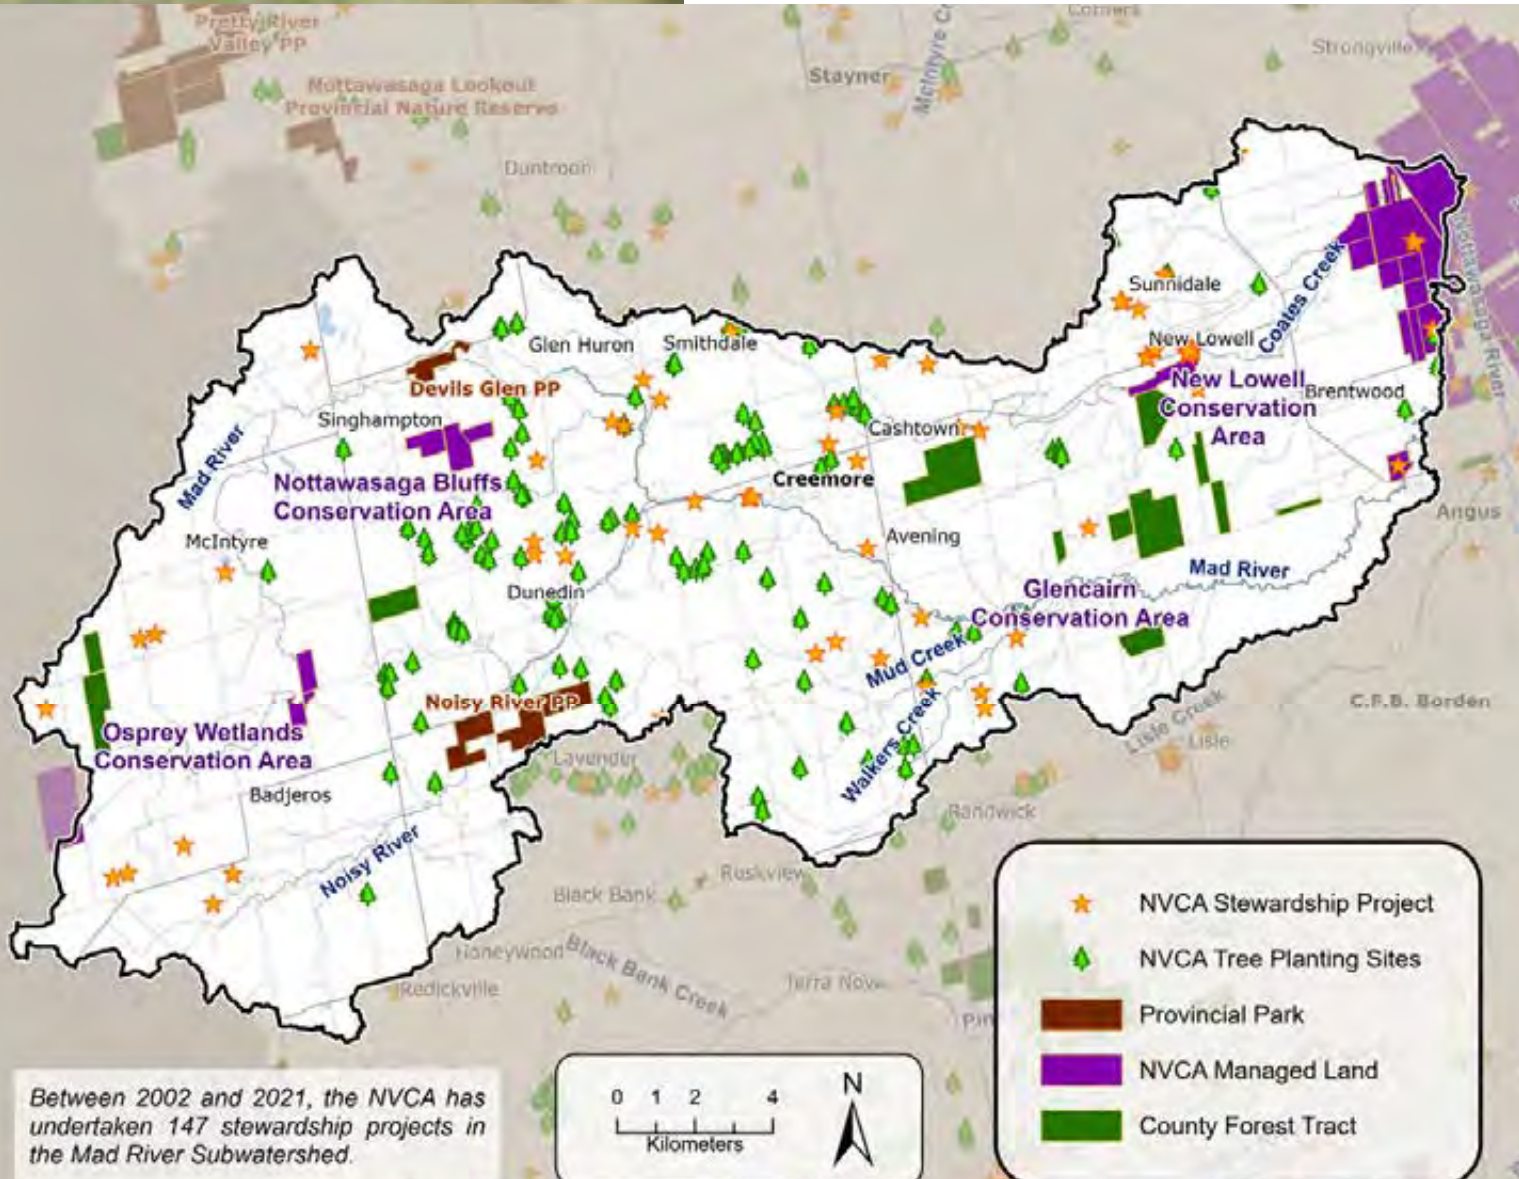 Pretty River
Valley PP
Corners
Strongville
Stayner
McIntyre C
Nottawasaga Lookout
Provincial Nature Reserve
Duntroon
Sunnidale
Coates Creek
Nottawasaga River
Glen Huron
Smithdale
New Lowell
Devils Glen PP
New Lowell
Conservation
Area
Brentwood
Singhampton
Cashtown
Mad River
Creemore
Nottawasaga Bluffs
Conservation Area
Angus
McIntyre
Avening
Mad River
Dunedin
Glencairn
Conservation Area
Mud Creek
Noisy River PP
C.F.B. Borden
Osprey Wetlands
Conservation Area
Lisle Creek
Lisle
Lavender
Walkers Creek
Badjeros
Randwick
Noisy River
Ruskview
Black Bank
Honeywood
Black Bank Creek
Redickville
Terra Nova
Pin
NVCA Stewardship Project
NVCA Tree Planting Sites
Provincial Park
NVCA Managed Land
County Forest Tract
Between 2002 and 2021, the NVCA has
undertaken 147 stewardship projects in
the Mad River Subwatershed.
0 1 2 4
Kilometers
N